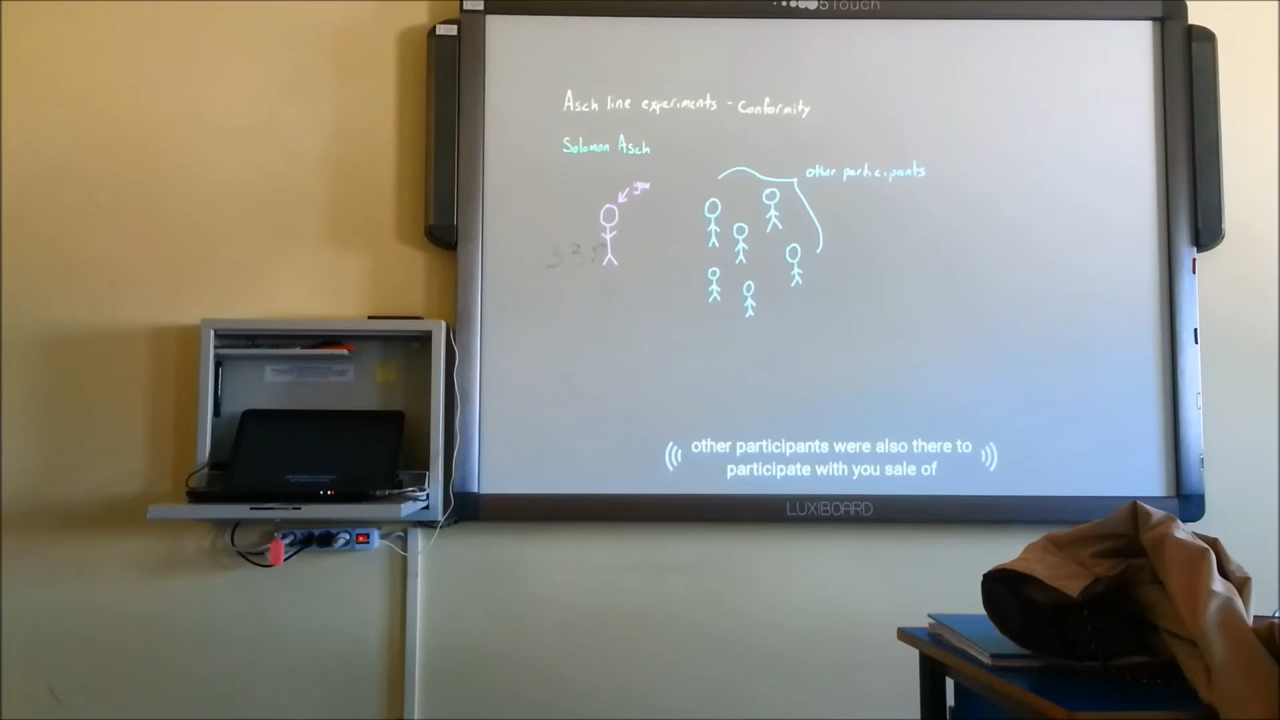 5Touch
Asch line experiments - Conformity
Solomon Asch
you
other participants
other participants were also there to
participate with you sale of
LUXIBOARD